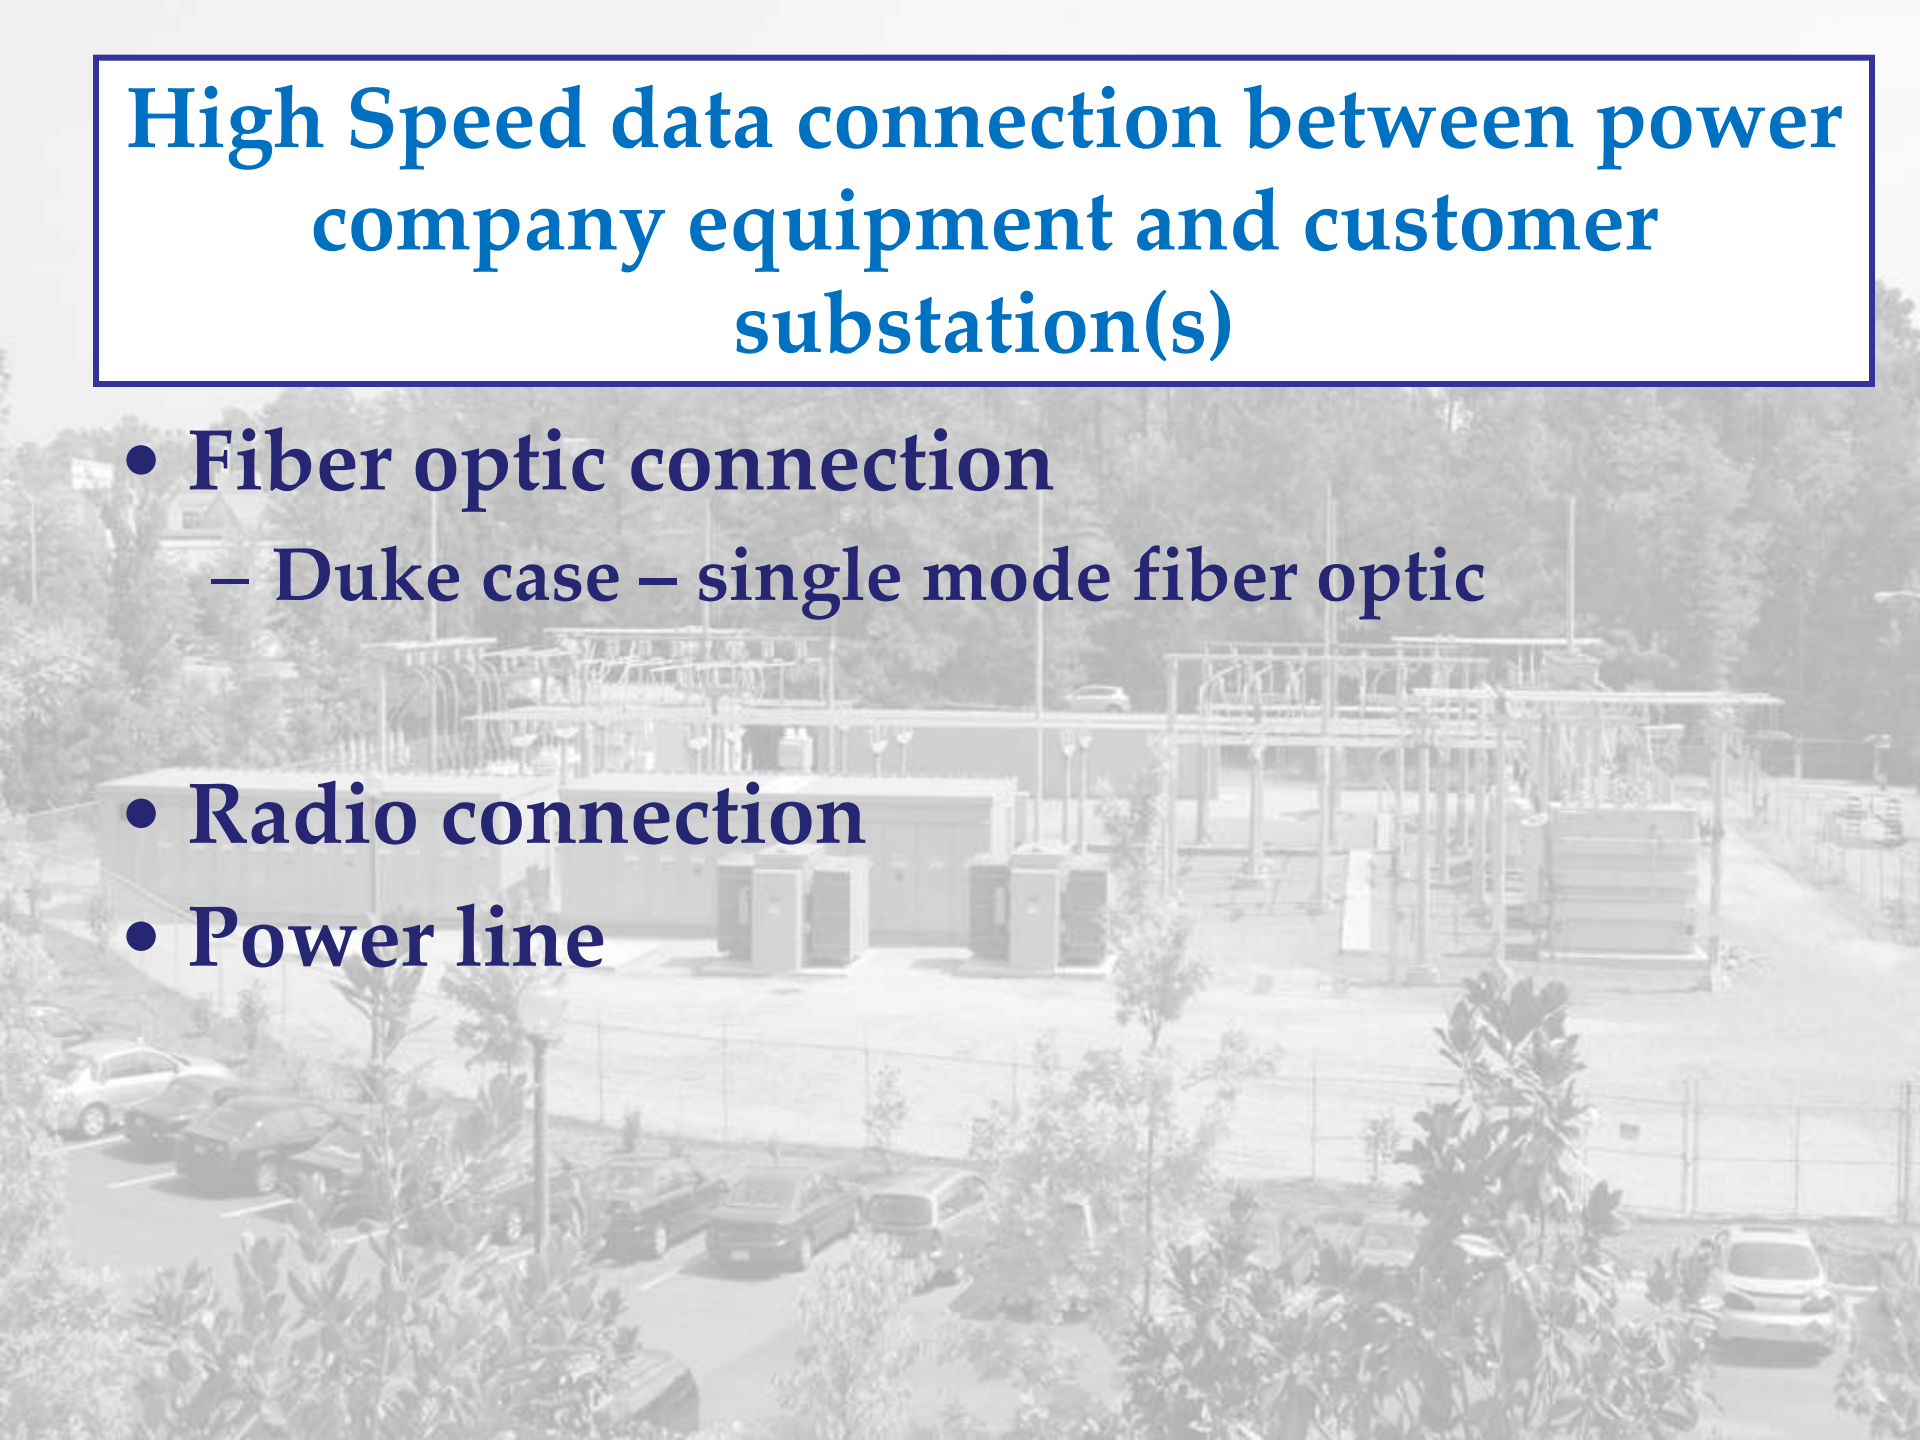 High Speed data connection between power
company equipment and customer
substation(s)
• Fiber optic connection
– Duke case – single mode fiber optic
• Radio connection
• Power line